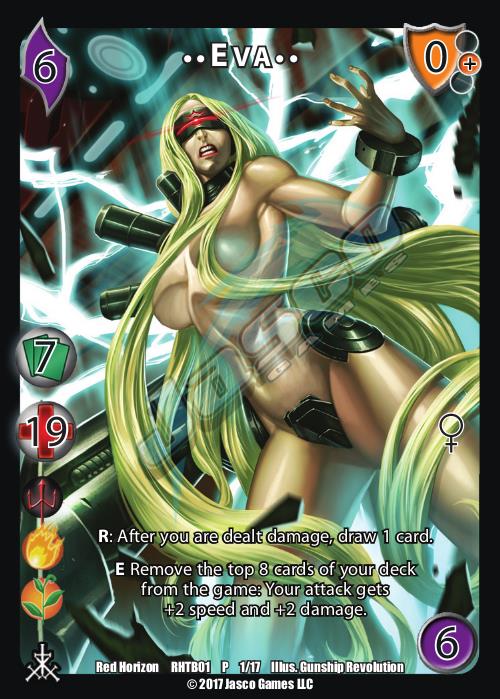 6
••EVA••
0
+
7
19
R: After you are dealt damage, draw 1 card.
E Remove the top 8 cards of your deck
from the game: Your attack gets
+2 speed and +2 damage.
6
Red Horizon RHTB01 P 1/17 Illus. Gunship Revolution
© 2017 Jasco Games LLC
JASCO
GAMES